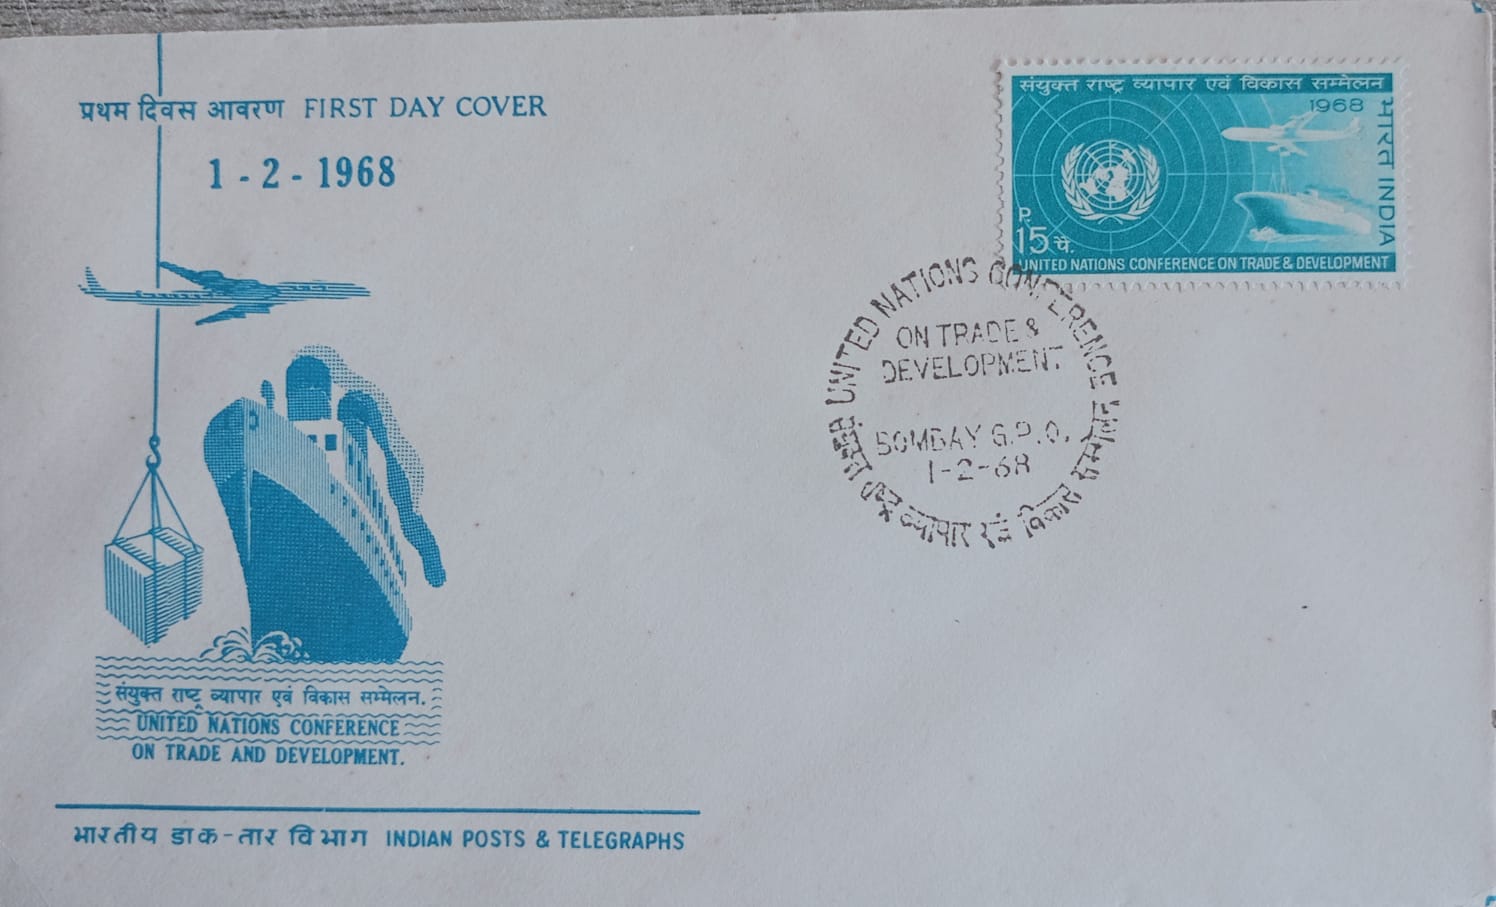 प्रथम दिवस आवरण FIRST DAY COVER
1 - 2 - 1968
संयुक्त राष्ट्र व्यापार एवं विकास सम्मेलन
1968
भारत INDIA
P.
15 पै.
UNITED NATIONS CONFERENCE ON TRADE & DEVELOPMENT
UNITED NATIONS CONFERENCE
ON TRADE &
DEVELOPMENT.
BOMBAY G.P.O.
1-2-68
राष्ट्र व्यापार एवं विकास सम्मेलन
संयुक्त राष्ट्र व्यापार एवं विकास सम्मेलन.
UNITED NATIONS CONFERENCE
ON TRADE AND DEVELOPMENT.
भारतीय डाक-तार विभाग INDIAN POSTS & TELEGRAPHS